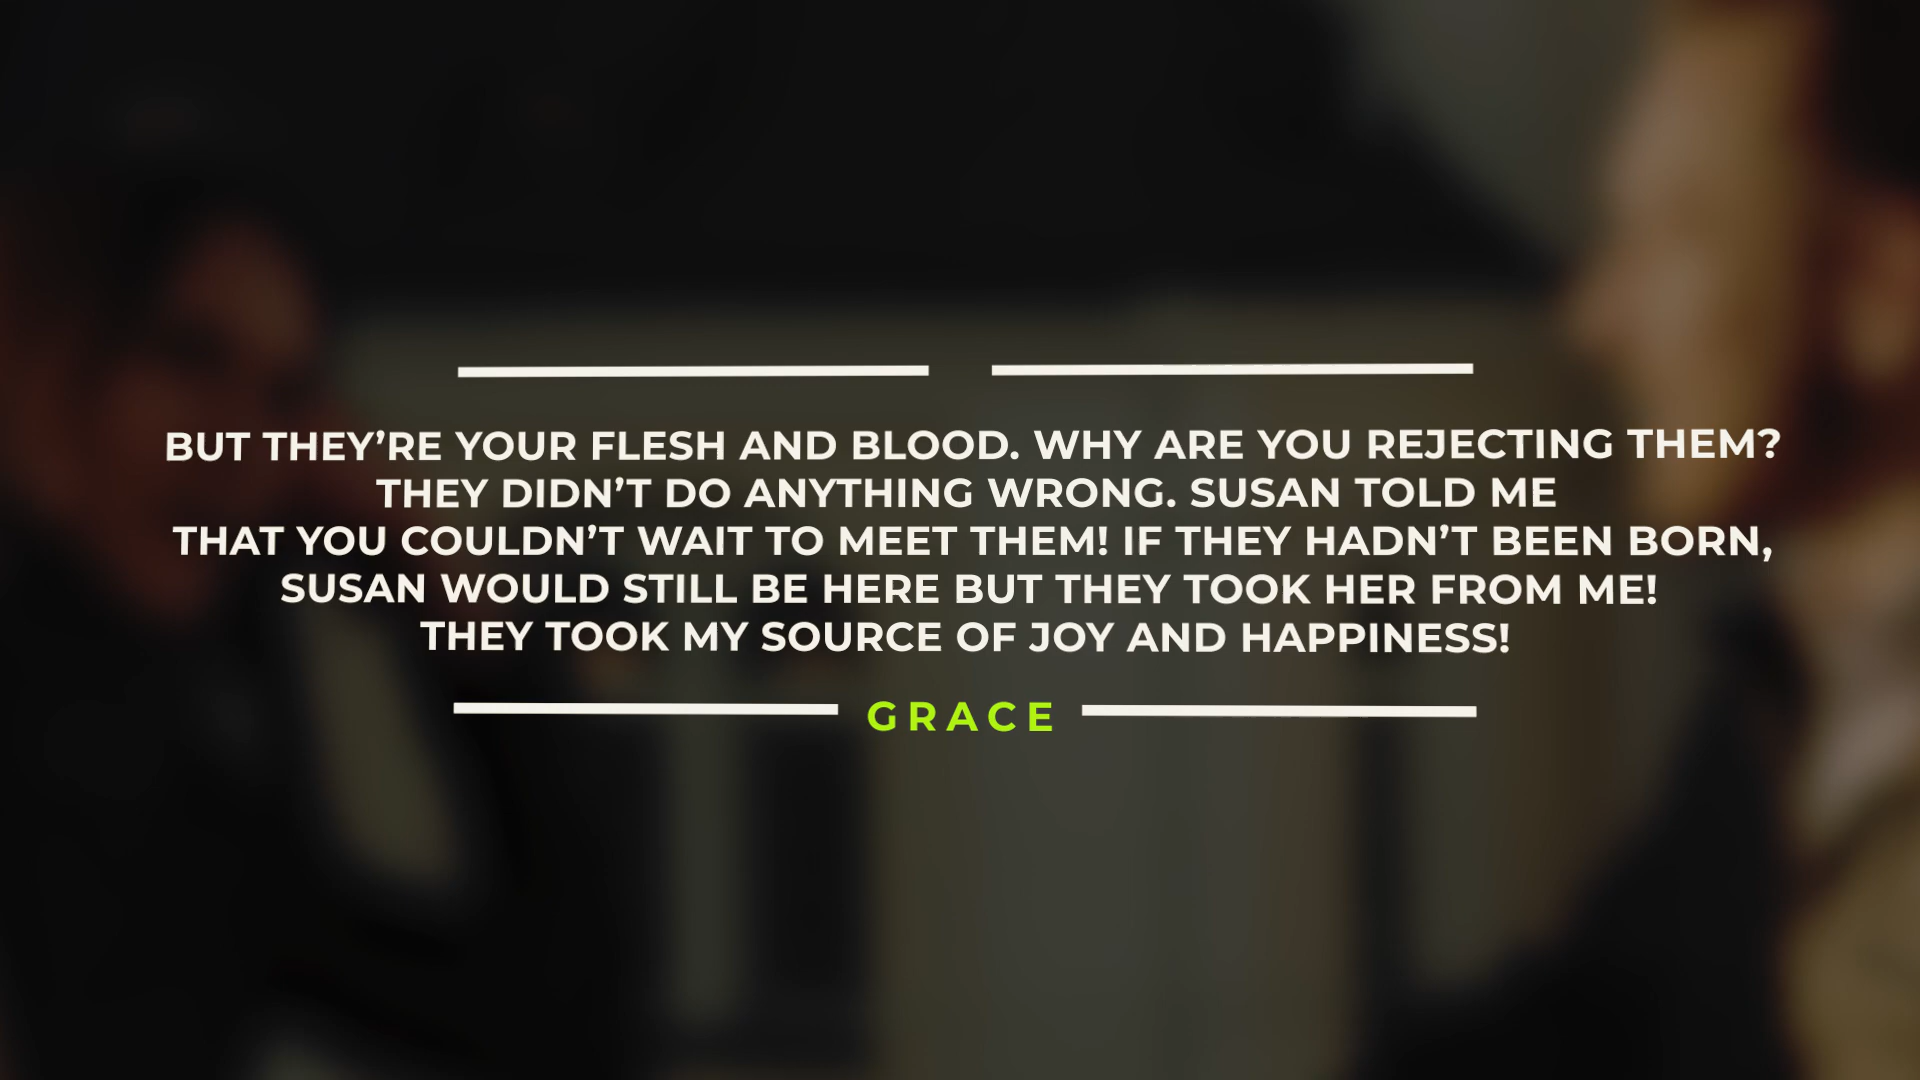 BUT THEY’RE YOUR FLESH AND BLOOD. WHY ARE YOU REJECTING THEM?
THEY DIDN’T DO ANYTHING WRONG. SUSAN TOLD ME
THAT YOU COULDN’T WAIT TO MEET THEM! IF THEY HADN’T BEEN BORN,
SUSAN WOULD STILL BE HERE BUT THEY TOOK HER FROM ME!
THEY TOOK MY SOURCE OF JOY AND HAPPINESS!
GRACE